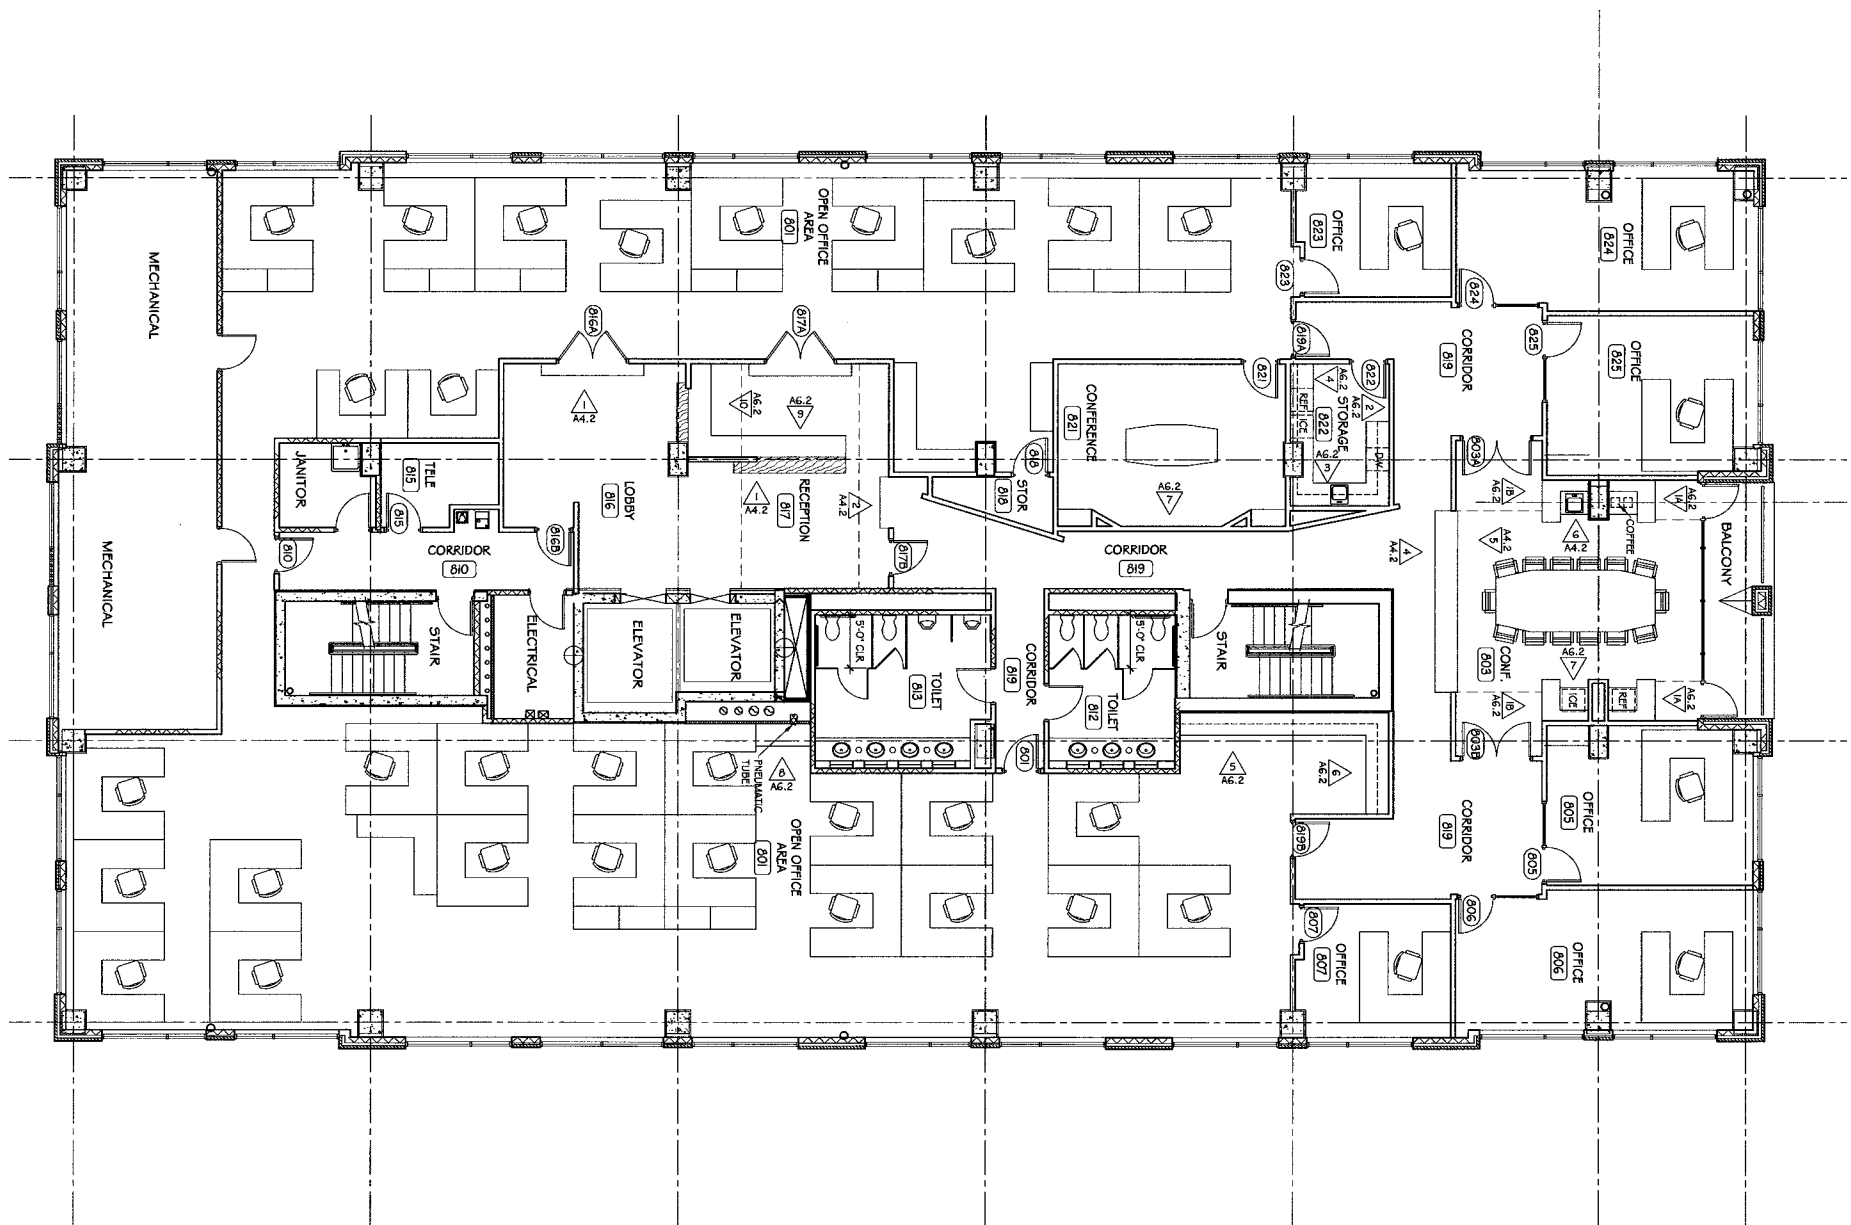 OPEN OFFICE
AREA
801
OFFICE
823
823
OFFICE
824
824
MECHANICAL
816A
817A
819A
CORRIDOR
819
825
OFFICE
825
1
A4.2
A6.2
10
A6.2
9
CONFERENCE
821
821
REF
ICE
A6.2
4
822
STORAGE
822
A6.2
2
A6.2
3
D/W
JANITOR
TELE
815
815
LOBBY
816
RECEPTION
817
1
A4.2
2
A4.2
818
STOR
818
A6.2
7
803A
1B
A6.2
1A
A6.2
COFFEE
MECHANICAL
810
CORRIDOR
810
816B
817B
CORRIDOR
819
4
A4.2
5
A4.2
6
A4.2
BALCONY
STAIR
ELECTRICAL
ELEVATOR
ELEVATOR
5'-0" CLR
TOILET
813
CORRIDOR
819
5'-0" CLR
TOILET
812
STAIR
CONF.
803
A6.2
7
1B
A6.2
ICE
REF
1A
A6.2
803B
801
PNEUMATIC
TUBE
8
A6.2
5
A6.2
6
A6.2
OPEN OFFICE
AREA
801
819B
CORRIDOR
819
OFFICE
805
805
807
OFFICE
807
806
OFFICE
806